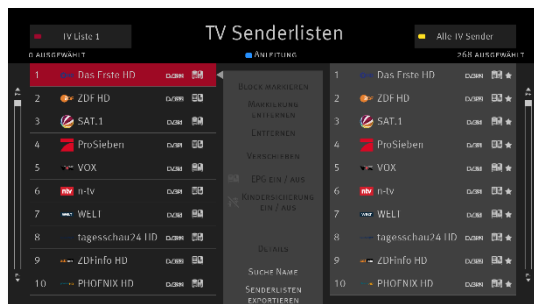 TV Senderlisten
TV Liste 1
Alle TV Sender
0 AUSGEWÄHLT
ANLEITUNG
268 AUSGEWÄHLT
1 Das Erste HD
2 ZDF HD
3 SAT.1
4 ProSieben
5 VOX
6 ntv n-tv
7 WELT WELT
8 tagesschau24 HD
9 ZDFinfo HD
10 PHOENIX HD
BLOCK MARKIEREN
MARKIERUNG
ENTFERNEN
ENTFERNEN
VERSCHIEBEN
EPG EIN / AUS
KINDERSICHERUNG
EIN / AUS
DETAILS
SUCHE NAME
SENDERLISTEN
EXPORTIEREN
1 Das Erste HD
2 ZDF HD
3 SAT.1
4 ProSieben
5 VOX
6 ntv n-tv
7 WELT WELT
8 tagesschau24 HD
9 ZDFinfo HD
10 PHOENIX HD